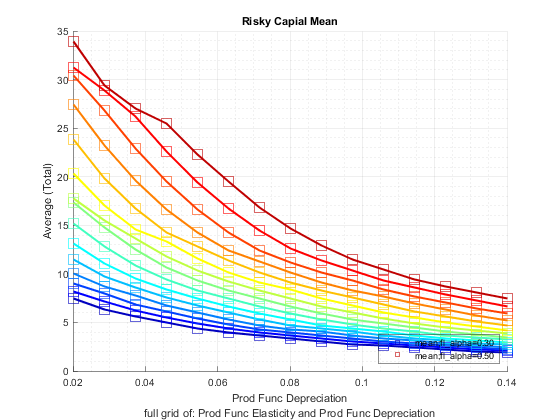 Risky Capial Mean
Average (Total)
35
30
25
20
15
10
5
0
0.02
0.04
0.06
0.08
0.1
0.12
0.14
mean;fl_alpha=0.30
mean;fl_alpha=0.50
Prod Func Depreciation
full grid of: Prod Func Elasticity and Prod Func Depreciation